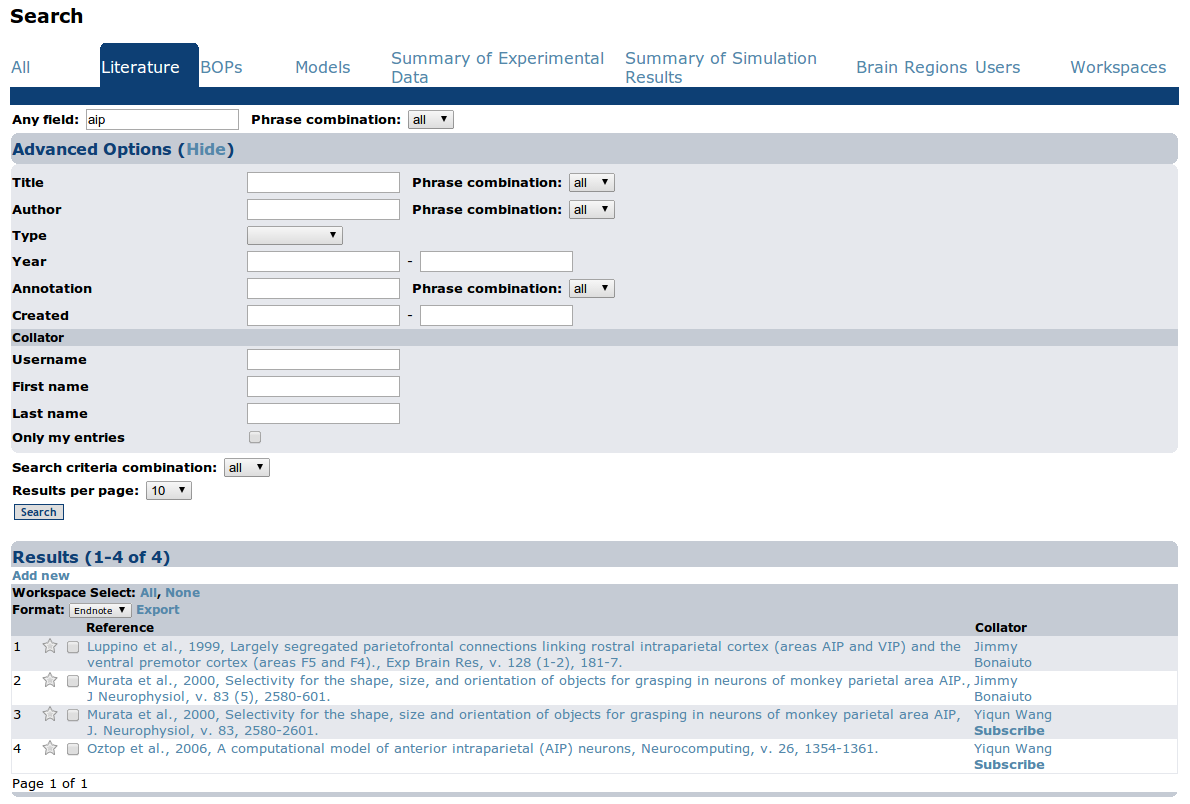 Search
All Literature BOPs Models Summary of Experimental Data Summary of Simulation Results Brain Regions Users Workspaces
Any field: aip Phrase combination: all
Advanced Options (Hide)
Title Phrase combination: all
Author Phrase combination: all
Type
Year -
Annotation Phrase combination: all
Created -
Collator
Username
First name
Last name
Only my entries
Search criteria combination: all
Results per page: 10
Search
Results (1-4 of 4)
Add new
Workspace Select: All, None
Format: Endnote Export
Reference Collator
1 Luppino et al., 1999, Largely segregated parietofrontal connections linking rostral intraparietal cortex (areas AIP and VIP) and the Jimmy
ventral premotor cortex (areas F5 and F4)., Exp Brain Res, v. 128 (1-2), 181-7. Bonaiuto
2 Murata et al., 2000, Selectivity for the shape, size, and orientation of objects for grasping in neurons of monkey parietal area AIP., Jimmy
J Neurophysiol, v. 83 (5), 2580-601. Bonaiuto
3 Murata et al., 2000, Selectivity for the shape, size and orientation of objects for grasping in neurons of monkey parietal area AIP, Yiqun Wang
J. Neurophysiol, v. 83, 2580-2601. Subscribe
4 Oztop et al., 2006, A computational model of anterior intraparietal (AIP) neurons, Neurocomputing, v. 26, 1354-1361. Yiqun Wang
Subscribe
Page 1 of 1